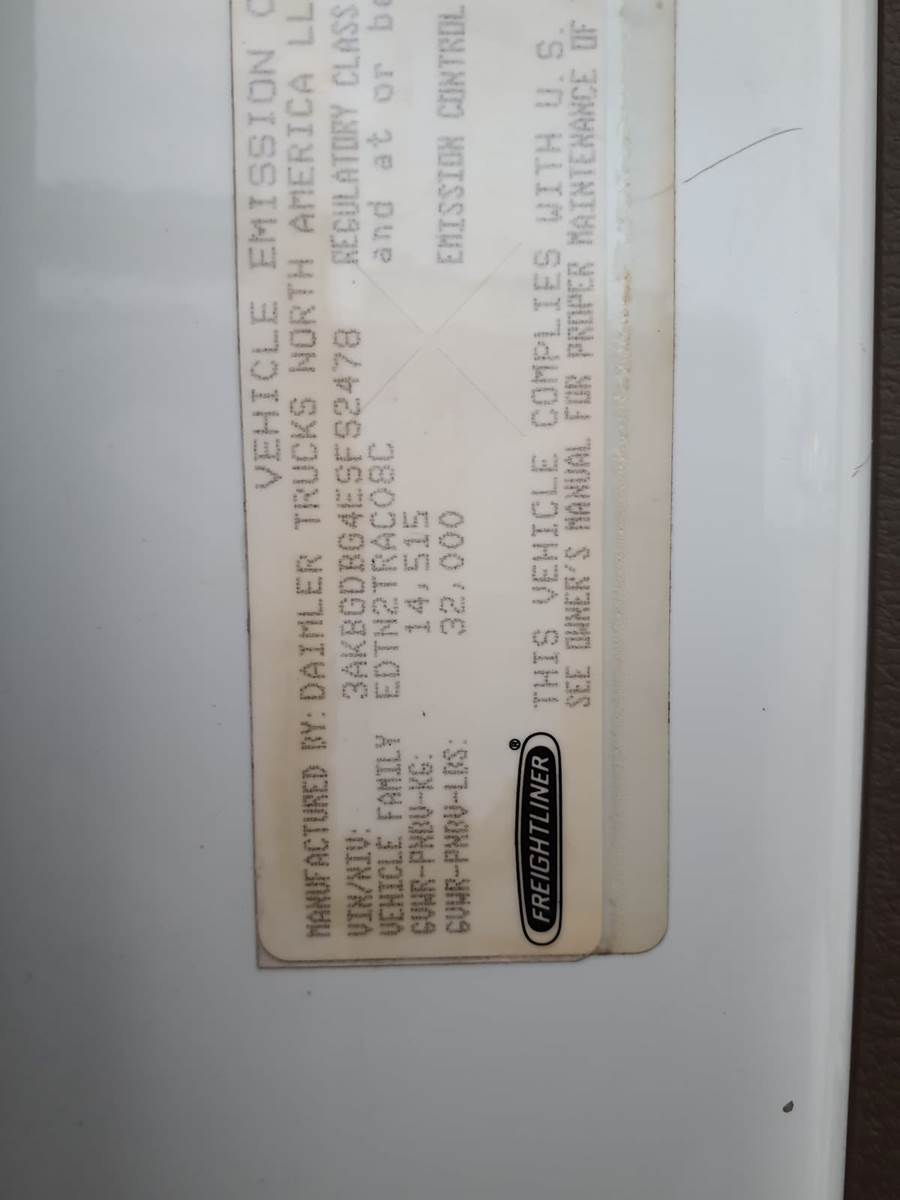 VEHICLE EMISSION C
MANUFACTURED BY: DAIMLER TRUCKS NORTH AMERICA LL
VIN/NIV: 3AKBGDBG4ESFS2478 REGULATORY CLASS
VEHICLE FAMILY EDTN2TRAC08C and at or be
GVWR-PNBV-KG: 14,515
GVWR-PNBV-LBS: 32,000 EMISSION CONTROL
FREIGHTLINER®
THIS VEHICLE COMPLIES WITH U.S.
SEE OWNER'S MANUAL FOR PROPER MAINTENANCE OF